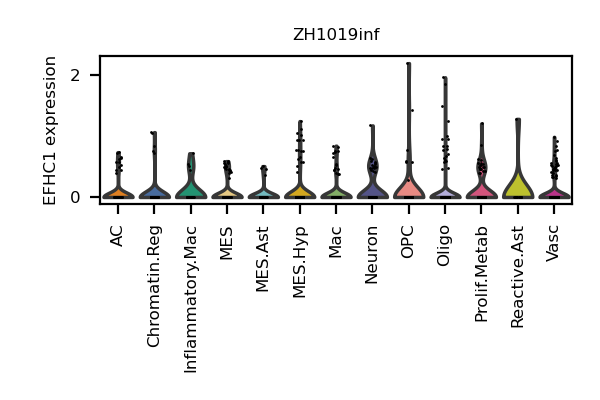 ZH1019inf
EFHC1 expression
2
0
AC
Chromatin.Reg
Inflammatory.Mac
MES
MES.Ast
MES.Hyp
Mac
Neuron
OPC
Oligo
Prolif.Metab
Reactive.Ast
Vasc